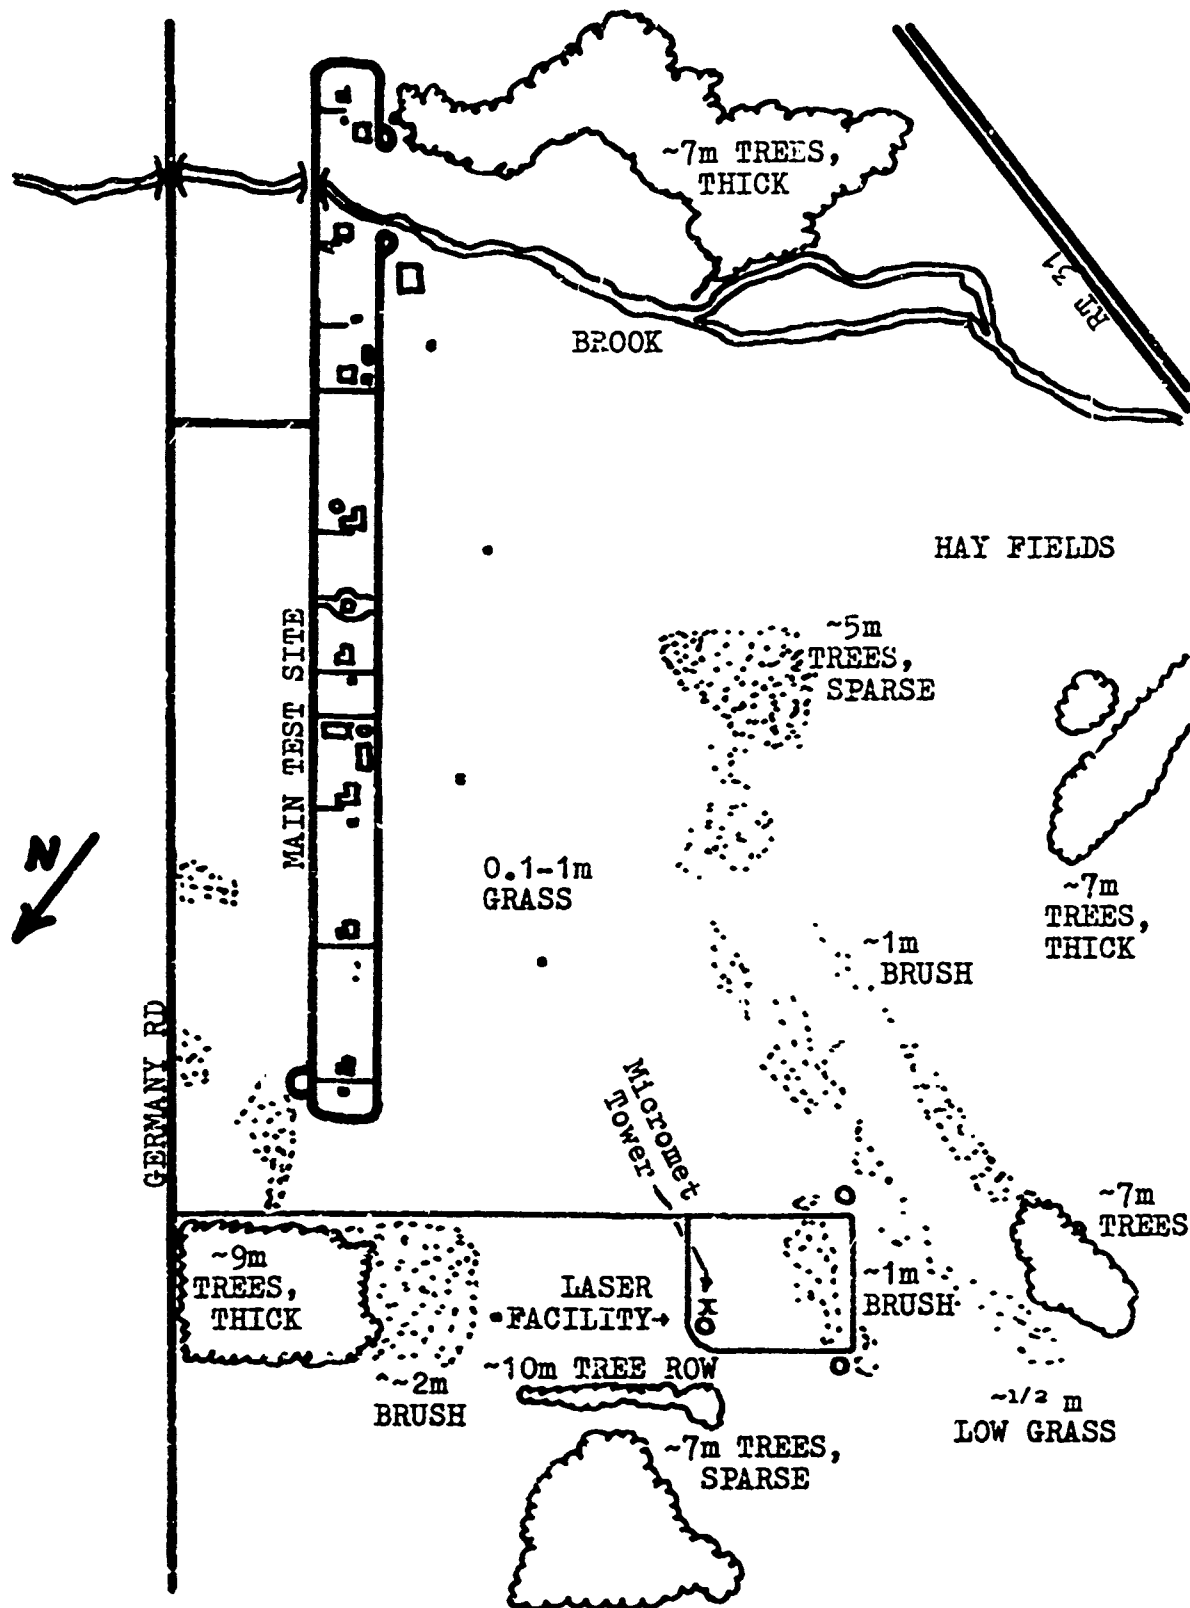 ~7m TREES,
THICK
RT 31
BROOK
HAY FIELDS
~5m
TREES,
SPARSE
MAIN TEST SITE
N
0.1-1m
GRASS
~7m
TREES,
THICK
~1m
BRUSH
GERMANY RD
Micromet
Tower
~7m
TREES
~9m
TREES,
THICK
LASER
FACILITY
~1m
BRUSH
~10m TREE ROW
~~2m
BRUSH
~1/2 m
LOW GRASS
~7m TREES,
SPARSE